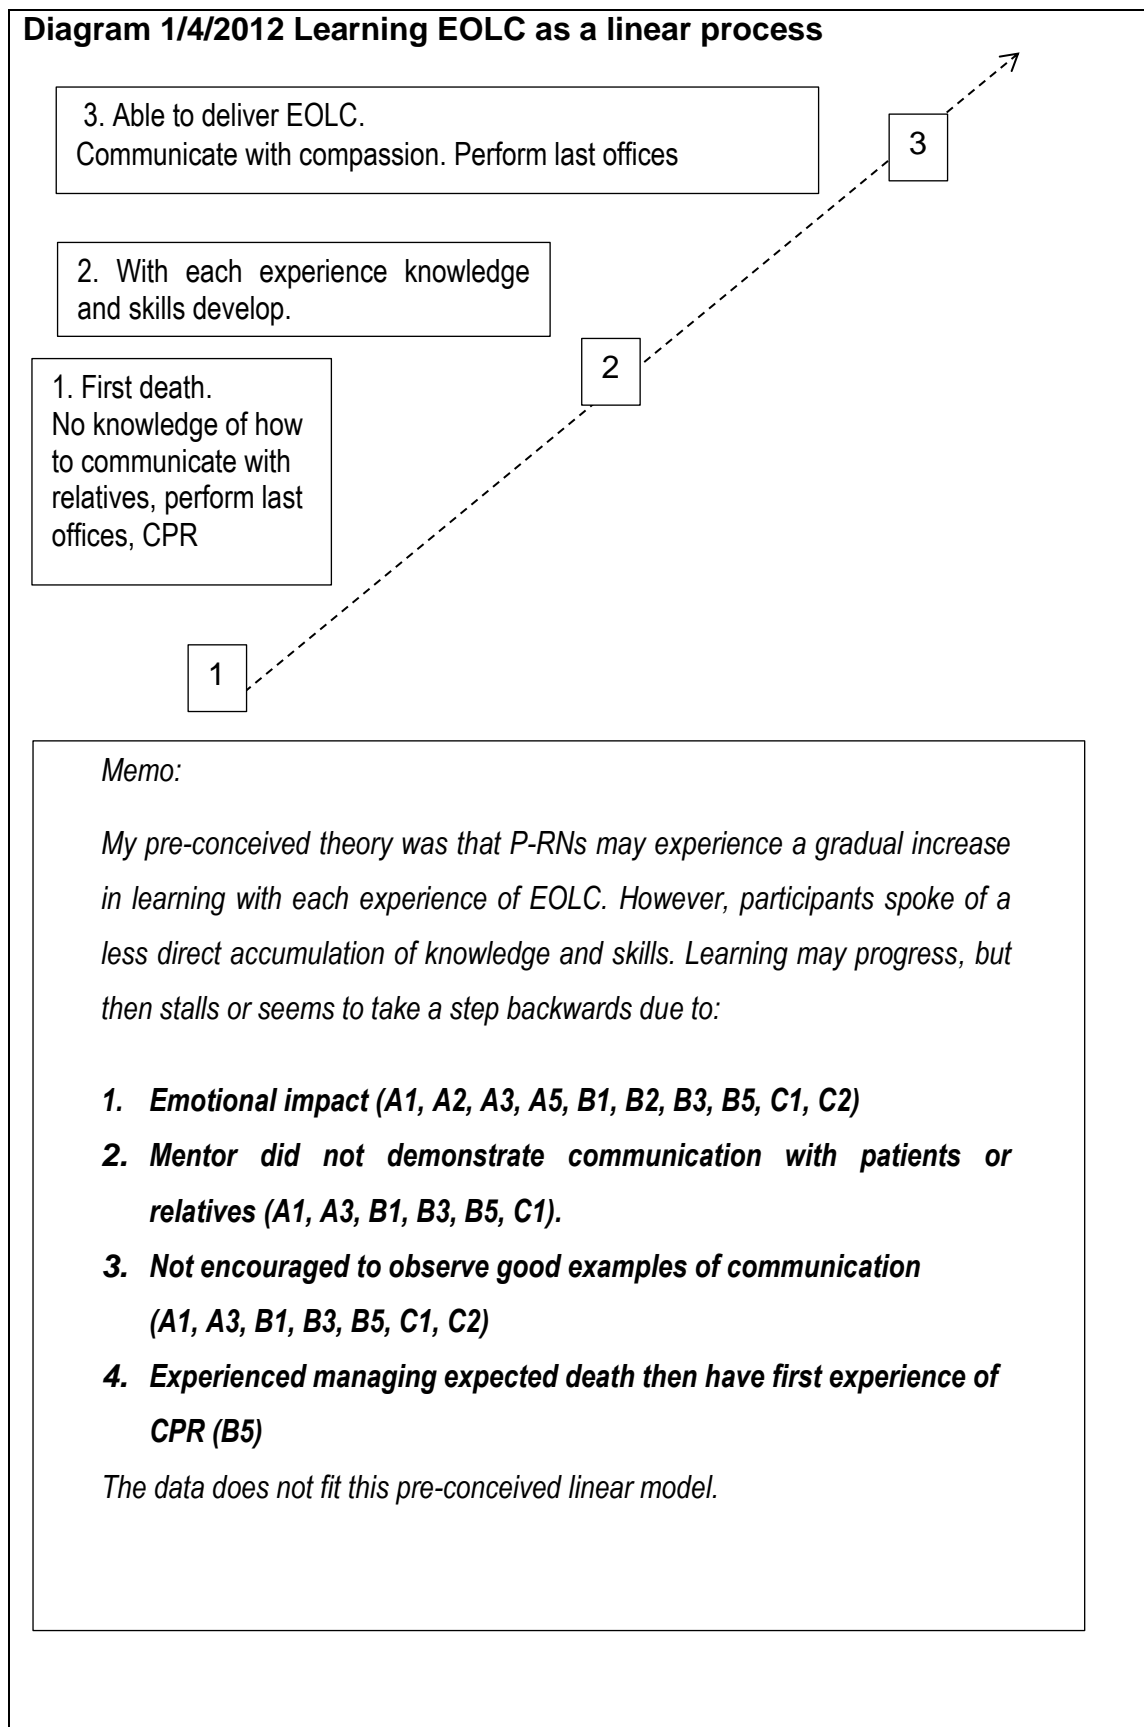 Diagram 1/4/2012 Learning EOLC as a linear process
3. Able to deliver EOLC.
Communicate with compassion. Perform last offices
3
2. With each experience knowledge
and skills develop.
2
1. First death.
No knowledge of how
to communicate with
relatives, perform last
offices, CPR
1
Memo:
My pre-conceived theory was that P-RNs may experience a gradual increase
in learning with each experience of EOLC. However, participants spoke of a
less direct accumulation of knowledge and skills. Learning may progress, but
then stalls or seems to take a step backwards due to:
1. Emotional impact (A1, A2, A3, A5, B1, B2, B3, B5, C1, C2)
2. Mentor did not demonstrate communication with patients or
relatives (A1, A3, B1, B3, B5, C1).
3. Not encouraged to observe good examples of communication
(A1, A3, B1, B3, B5, C1, C2)
4. Experienced managing expected death then have first experience of
CPR (B5)
The data does not fit this pre-conceived linear model.